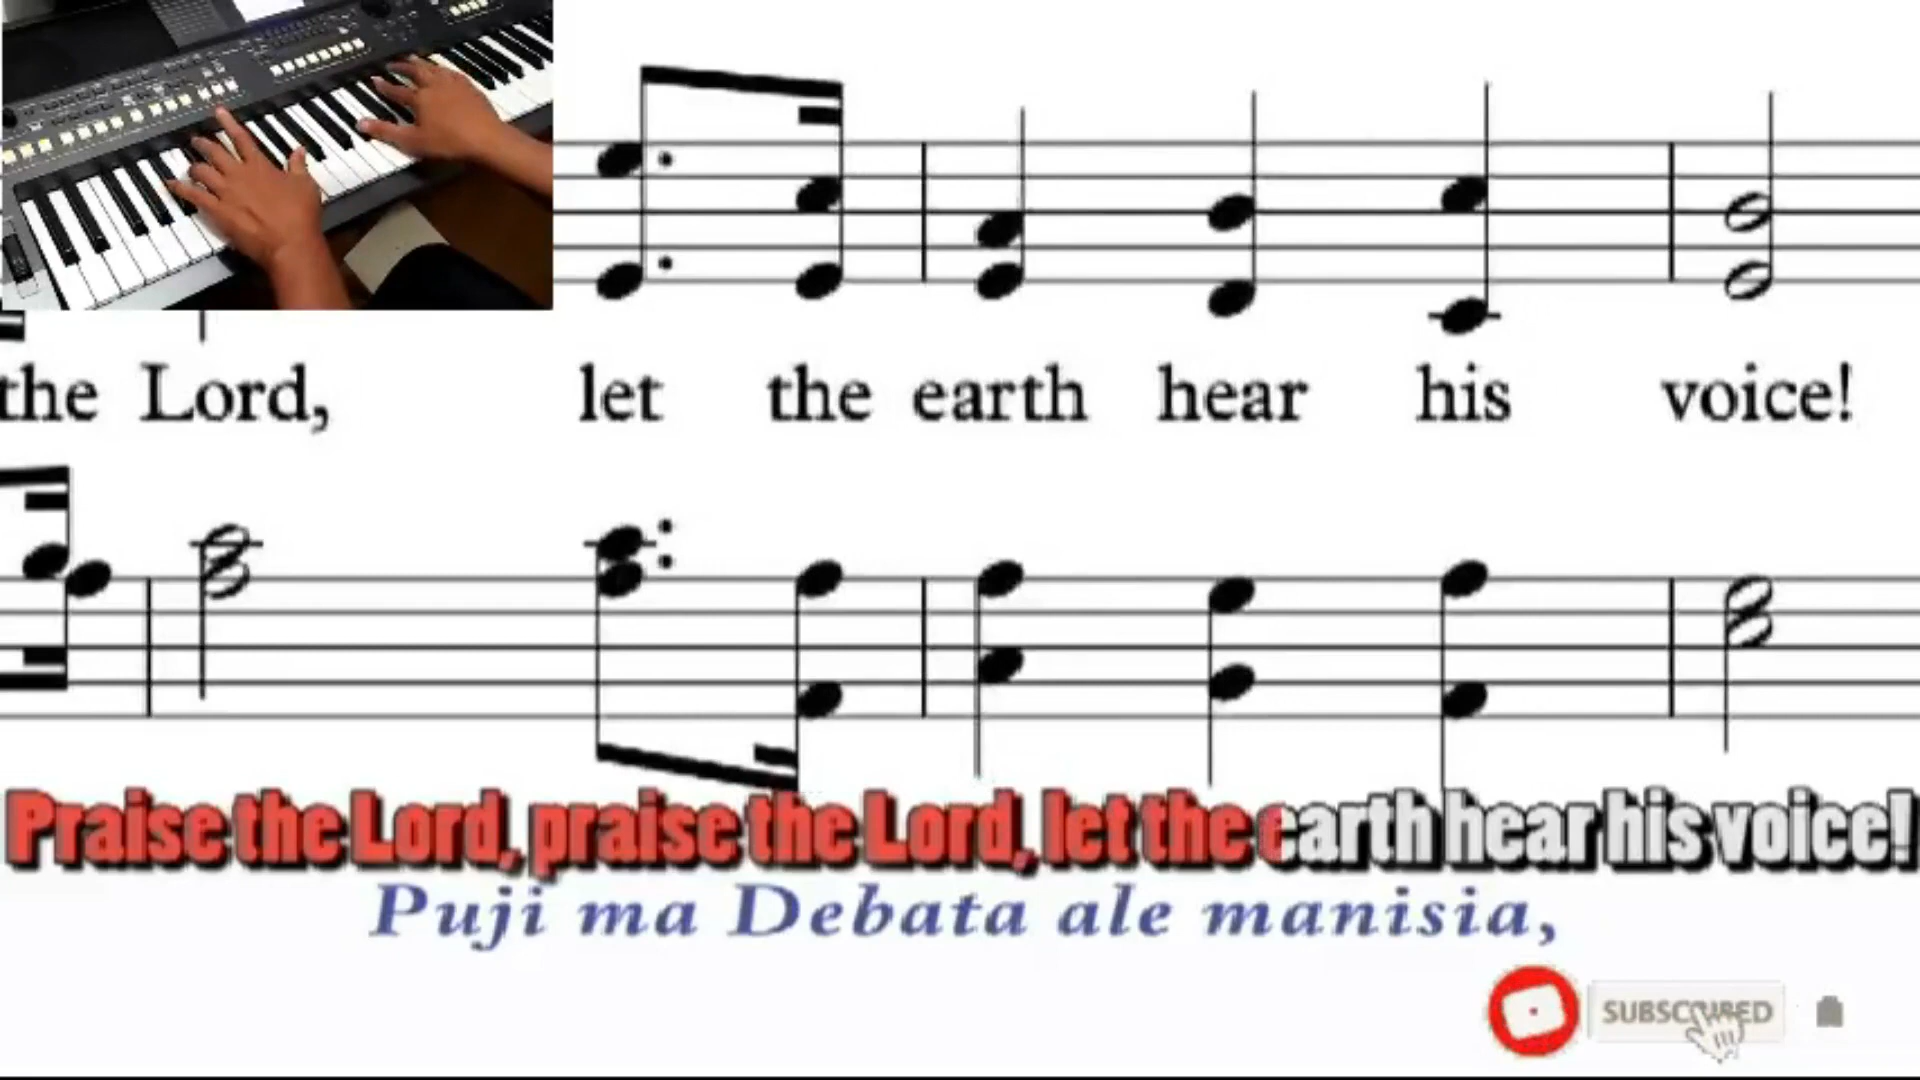 the Lord, let the earth hear his voice!
Praise the Lord, praise the Lord, let the earth hear his voice!
Puji ma Debata ale manisia,
SUBSCRIBED